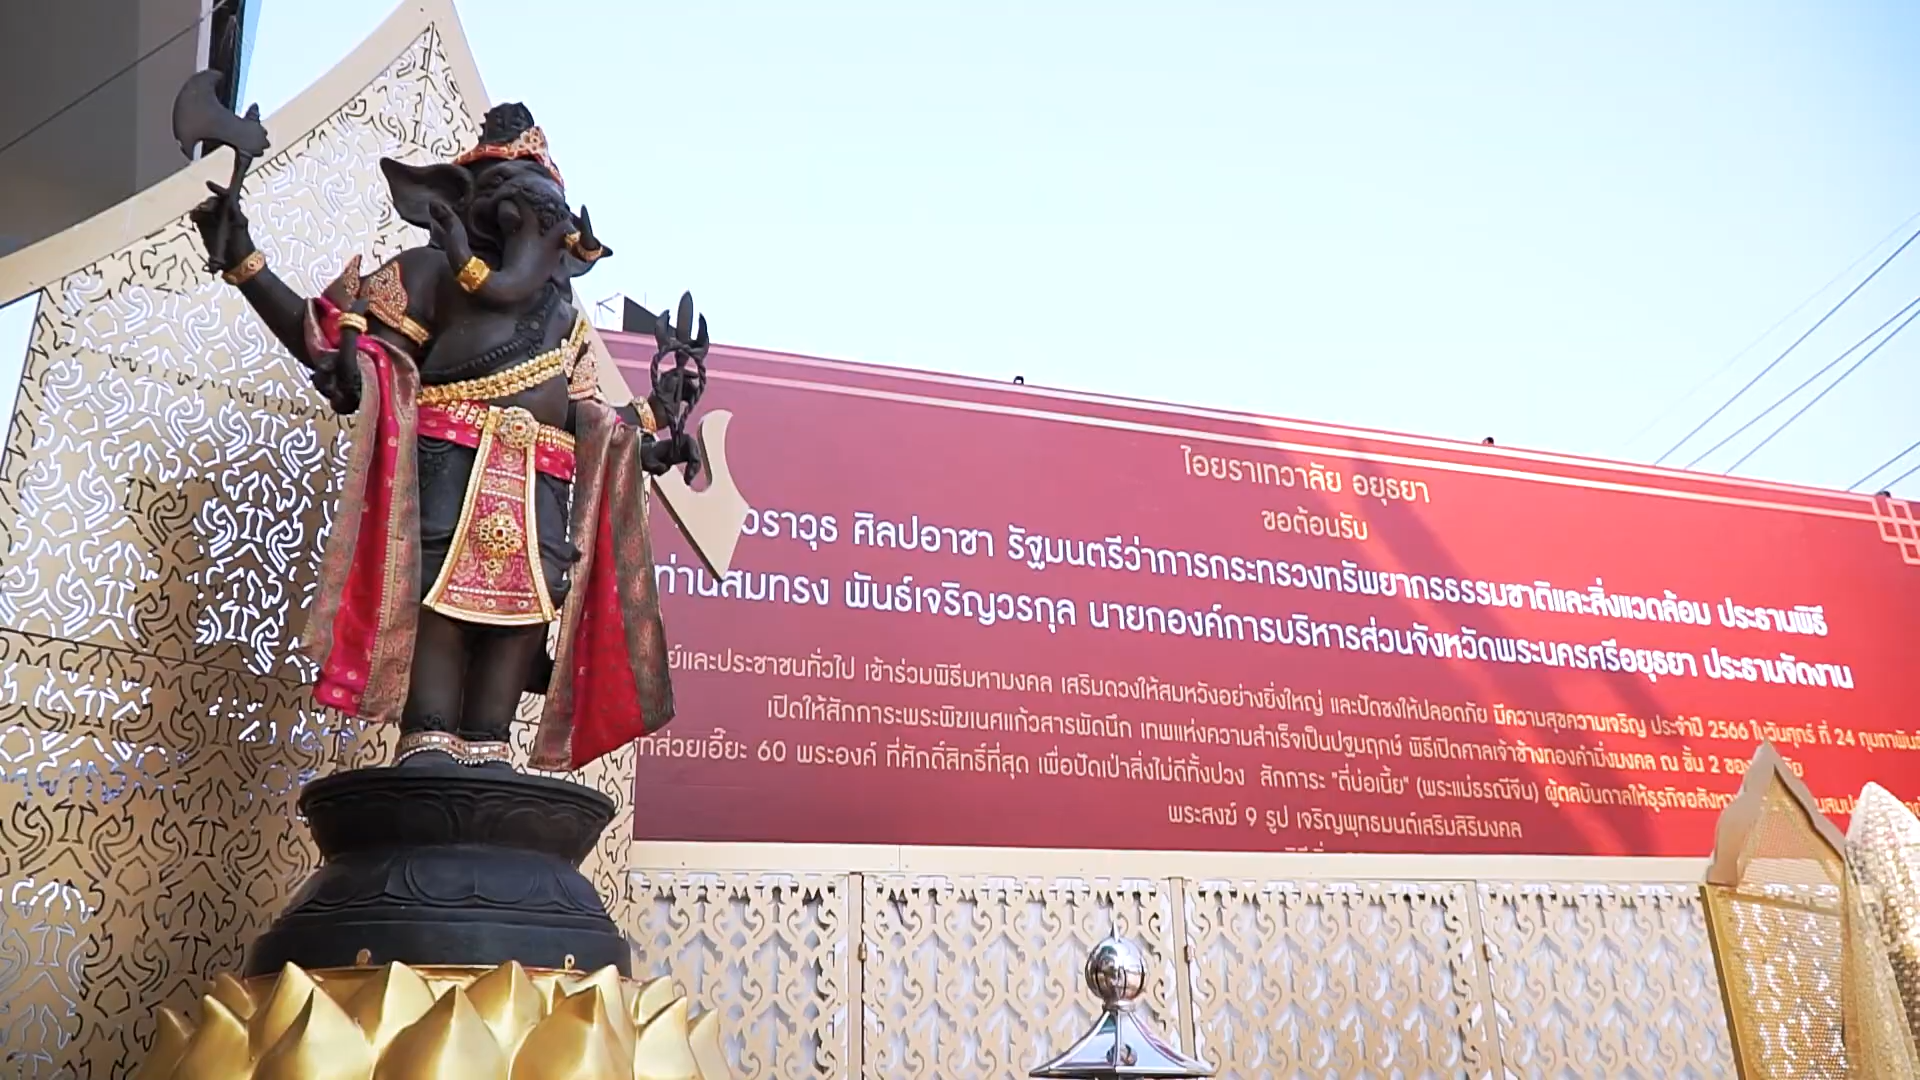 ไอยราเทวาลัย อยุธยา
ขอต้อนรับ
วราวุธ ศิลปอาชา รัฐมนตรีว่าการกระทรวงทรัพยากรธรรมชาติและสิ่งแวดล้อม ประธานพิธี
ท่านสมทรง พันธ์เจริญวรกุล นายกองค์การบริหารส่วนจังหวัดพระนครศรีอยุธยา ประธานจัดงาน
และประชาชนทั่วไป เข้าร่วมพิธีมหามงคล เสริมดวงให้สมหวังอย่างยิ่งใหญ่ และปัดชงให้ปลอดภัย มีความสุขความเจริญ ประจำปี 2566 ในวันศุกร์ ที่ 24
เปิดให้สักการะพระพิฆเนศแก้วสารพัดนึก เทพแห่งความสำเร็จเป็นปฐมฤกษ์ พิธีเปิดศาลเจ้าช้างทองคำมิ่งมงคล ณ ชั้น 2
ไท้ส่วยเอี๊ยะ 60 พระองค์ ที่ศักดิ์สิทธิ์ที่สุด เพื่อปัดเป่าสิ่งไม่ดีทั้งปวง สักการะ "ตี่บ่อเนี้ย" (พระแม่ธรณีจีน) ผู้ดลบันดาลให้ธุรกิจอสังหา
พระสงฆ์ 9 รูป เจริญพุทธมนต์เสริมสิริมงคล